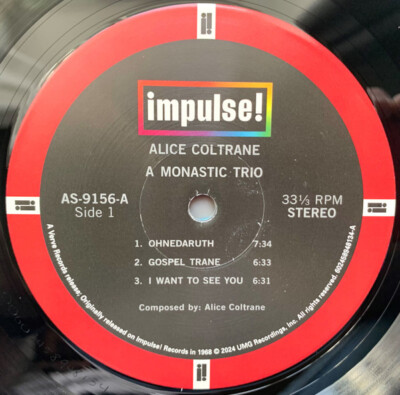 impulse!
ALICE COLTRANE
A MONASTIC TRIO
AS-9156-A
Side 1
33⅓ RPM
STEREO
1. OHNEDARUTH 7:34
2. GOSPEL TRANE 6:33
3. I WANT TO SEE YOU 6:31
Composed by: Alice Coltrane
A Verve Records release; Originally released on Impulse! Records in 1968 © 2024 UMG Recordings, Inc. All rights reserved.